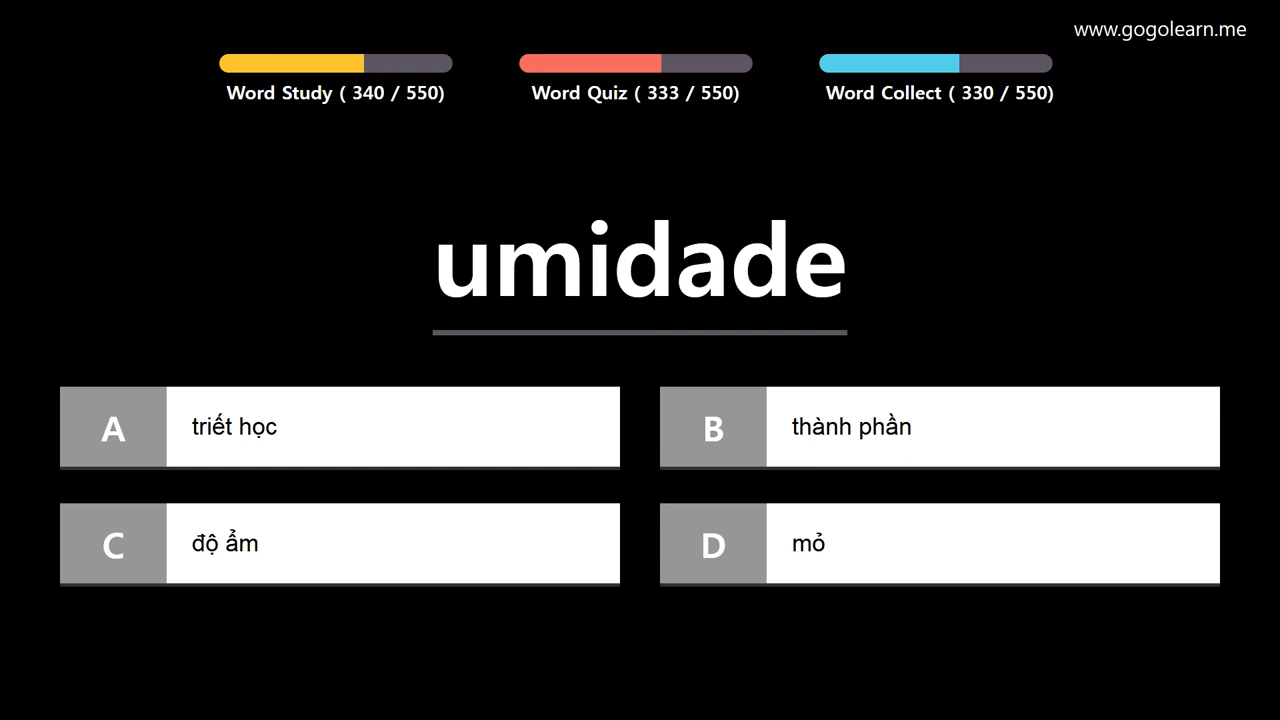 www.gogolearn.me
Word Study ( 340 / 550)
Word Quiz ( 333 / 550)
Word Collect ( 330 / 550)
umidade
A triết học
B thành phần
C độ ẩm
D mỏ